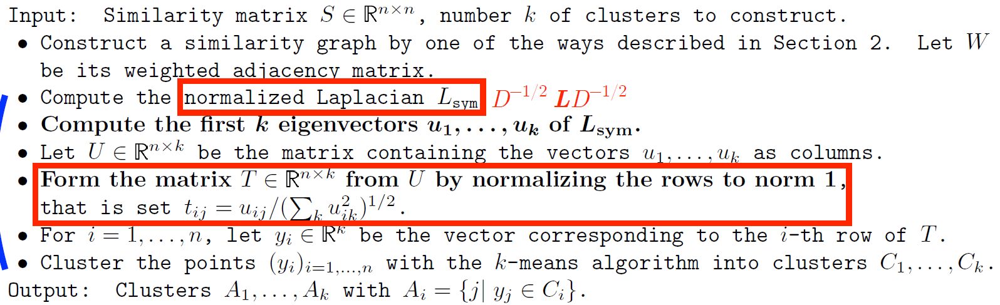 Input: Similarity matrix $S \in \mathbb{R}^{n \times n}$, number $k$ of clusters to construct.
• Construct a similarity graph by one of the ways described in Section 2. Let $W$
be its weighted adjacency matrix.
• Compute the normalized Laplacian $L_{\text{sym}}$ $D^{-1/2} L D^{-1/2}$
• Compute the first $k$ eigenvectors $u_1, \ldots, u_k$ of $L_{\text{sym}}$.
• Let $U \in \mathbb{R}^{n \times k}$ be the matrix containing the vectors $u_1, \ldots, u_k$ as columns.
• Form the matrix $T \in \mathbb{R}^{n \times k}$ from $U$ by normalizing the rows to norm 1,
that is set $t_{ij} = u_{ij}/(\sum_k u_{ik}^2)^{1/2}$.
• For $i = 1, \ldots, n$, let $y_i \in \mathbb{R}^k$ be the vector corresponding to the $i$-th row of $T$.
• Cluster the points $(y_i)_{i=1,\ldots,n}$ with the $k$-means algorithm into clusters $C_1, \ldots, C_k$.
Output: Clusters $A_1, \ldots, A_k$ with $A_i = \{j | \ y_j \in C_i\}$.